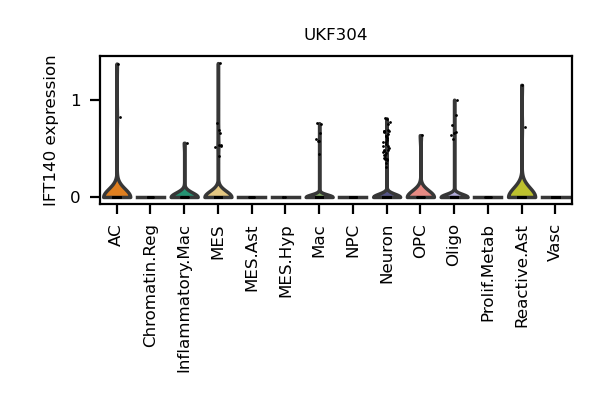 UKF304
IFT140 expression
1
0
AC
Chromatin.Reg
Inflammatory.Mac
MES
MES.Ast
MES.Hyp
Mac
NPC
Neuron
OPC
Oligo
Prolif.Metab
Reactive.Ast
Vasc